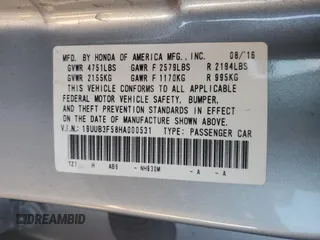 MFD. BY HONDA OF AMERICA MFG., INC. 08/'16
GVWR 4751LBS GAWR F 2579LBS R 2194LBS
GVWR 2155KG GAWR F 1170KG R 995KG
THIS VEHICLE CONFORMS TO ALL APPLICABLE
FEDERAL MOTOR VEHICLE SAFETY, BUMPER,
AND THEFT PREVENTION STANDARDS IN EFFECT
ON THE DATE OF MANUFACTURE SHOWN ABOVE.
V.I.N.: 19UUB3F58HA000531 TYPE: PASSENGER CAR
TZ7 H AB6 NH830M - A - A